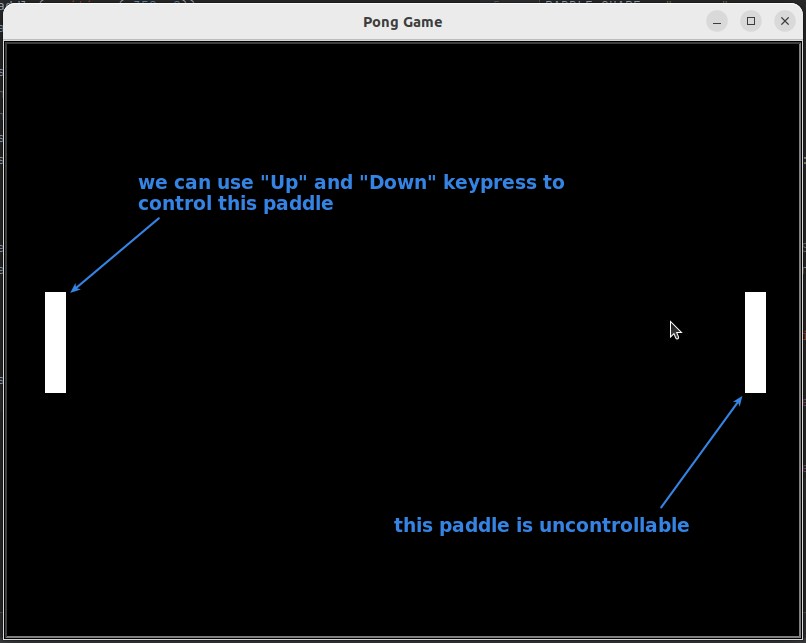 Pong Game
we can use "Up" and "Down" keypress to
control this paddle
this paddle is uncontrollable